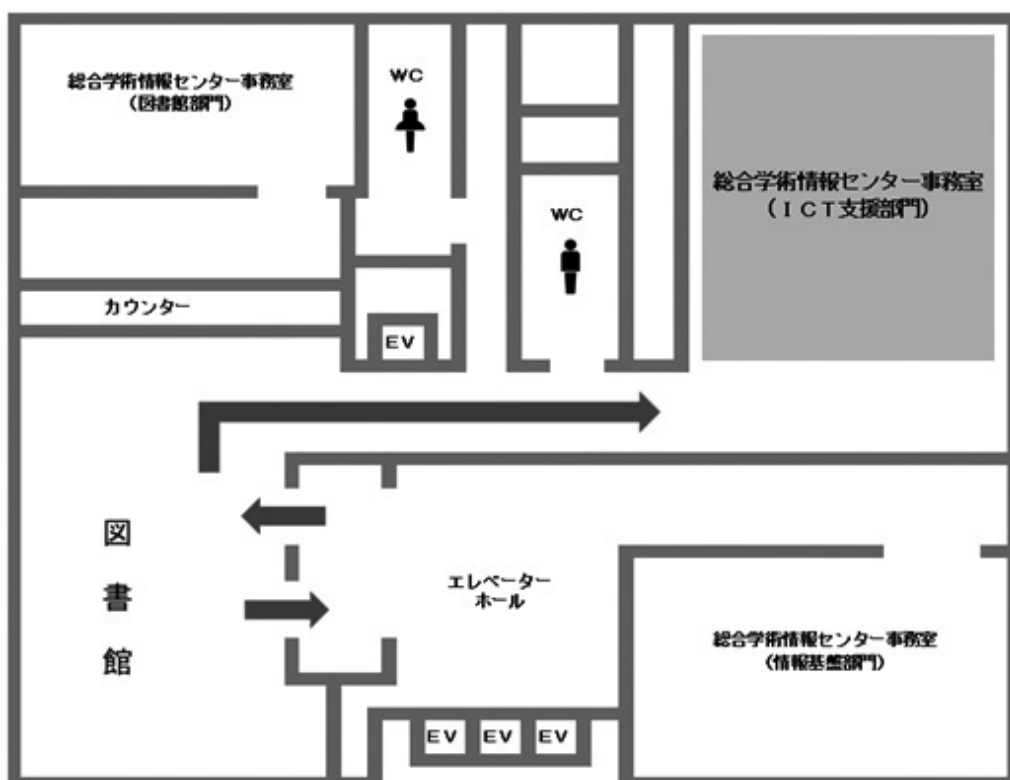 総合学術情報センター事務室
(図書館部門)
WC
総合学術情報センター事務室
(ICT支援部門)
WC
カウンター
EV
図
書
館
エレベーター
ホール
総合学術情報センター事務室
(情報基盤部門)
EV
EV
EV